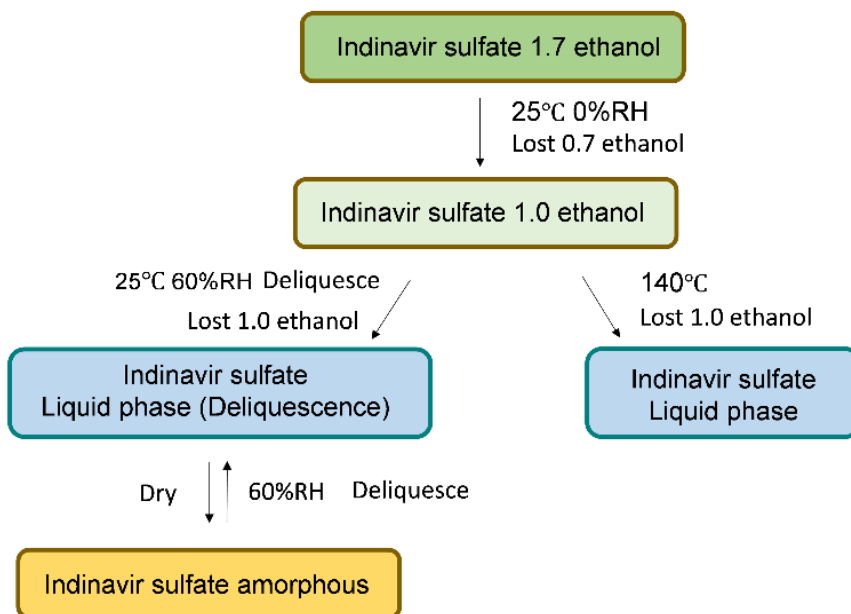 Indinavir sulfate 1.7 ethanol
25℃ 0%RH
Lost 0.7 ethanol
Indinavir sulfate 1.0 ethanol
25℃ 60%RH Deliquesce
Lost 1.0 ethanol
140℃
Lost 1.0 ethanol
Indinavir sulfate
Liquid phase (Deliquescence)
Indinavir sulfate
Liquid phase
Dry
60%RH Deliquesce
Indinavir sulfate amorphous